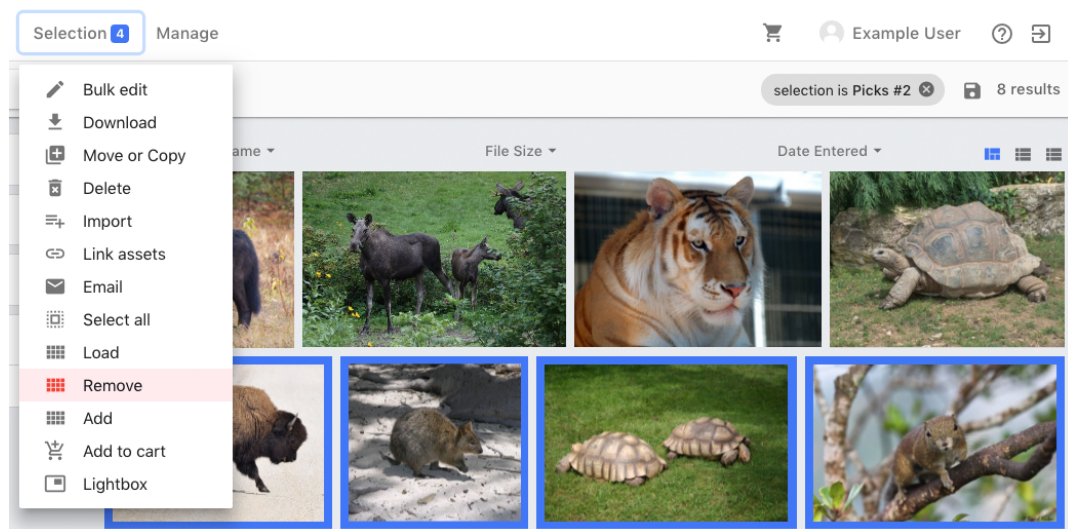 Selection 4 Manage Example User
selection is Picks #2 8 results
ame File Size Date Entered
Bulk edit
Download
Move or Copy
Delete
Import
Link assets
Email
Select all
Load
Remove
Add
Add to cart
Lightbox